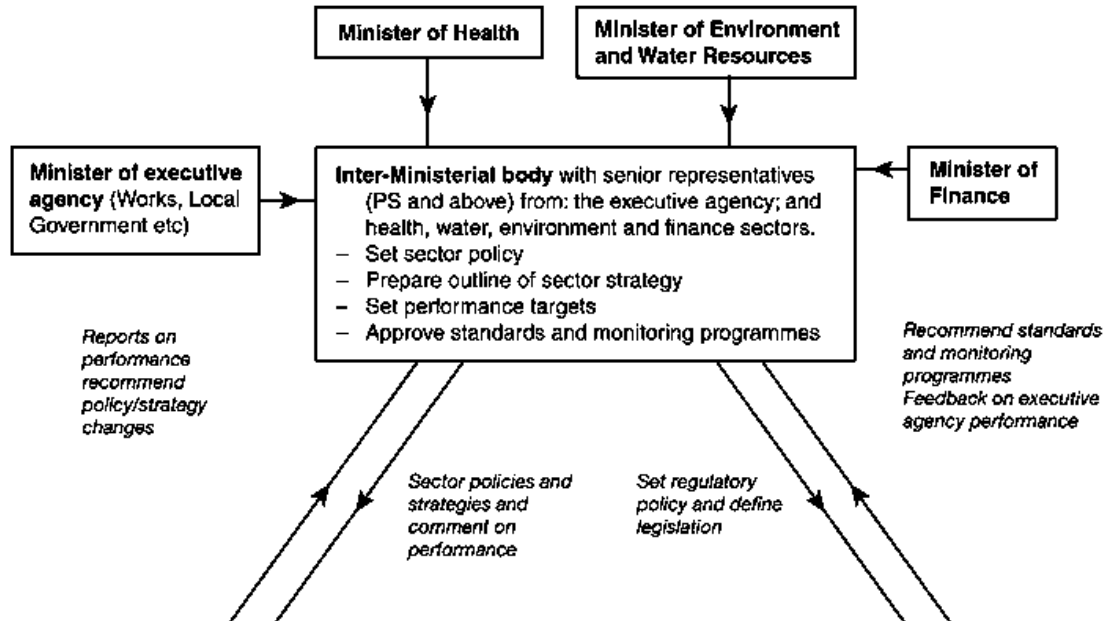 Minister of Health
Minister of Environment
and Water Resources
Minister of executive
agency (Works, Local
Government etc)
Inter-Ministerial body with senior representatives
(PS and above) from: the executive agency; and
health, water, environment and finance sectors.
– Set sector policy
– Prepare outline of sector strategy
– Set performance targets
– Approve standards and monitoring programmes
Minister of
Finance
Reports on
performance
recommend
policy/strategy
changes
Sector policies and
strategies and
comment on
performance
Set regulatory
policy and define
legislation
Recommend standards
and monitoring
programmes
Feedback on executive
agency performance